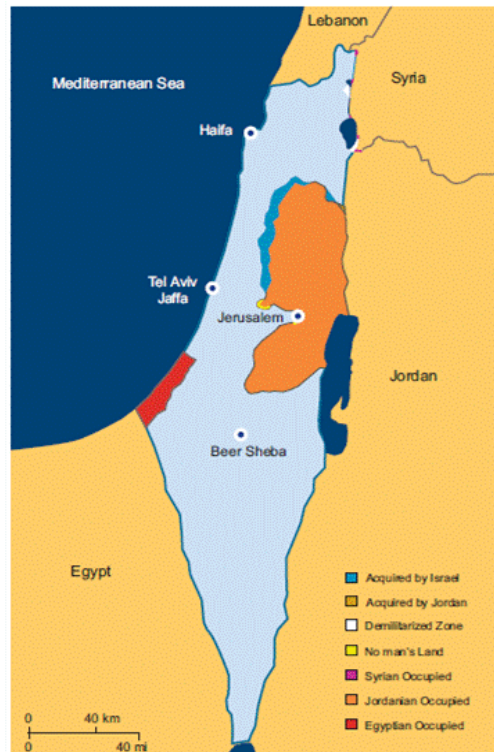 Lebanon
Mediterranean Sea
Syria
Haifa
Tel Aviv
Jaffa
Jerusalem
Jordan
Beer Sheba
Egypt
Acquired by Israel
Acquired by Jordan
Demilitarized Zone
No man's Land
Syrian Occupied
Jordanian Occupied
Egyptian Occupied
0 40 km
0 40 mi